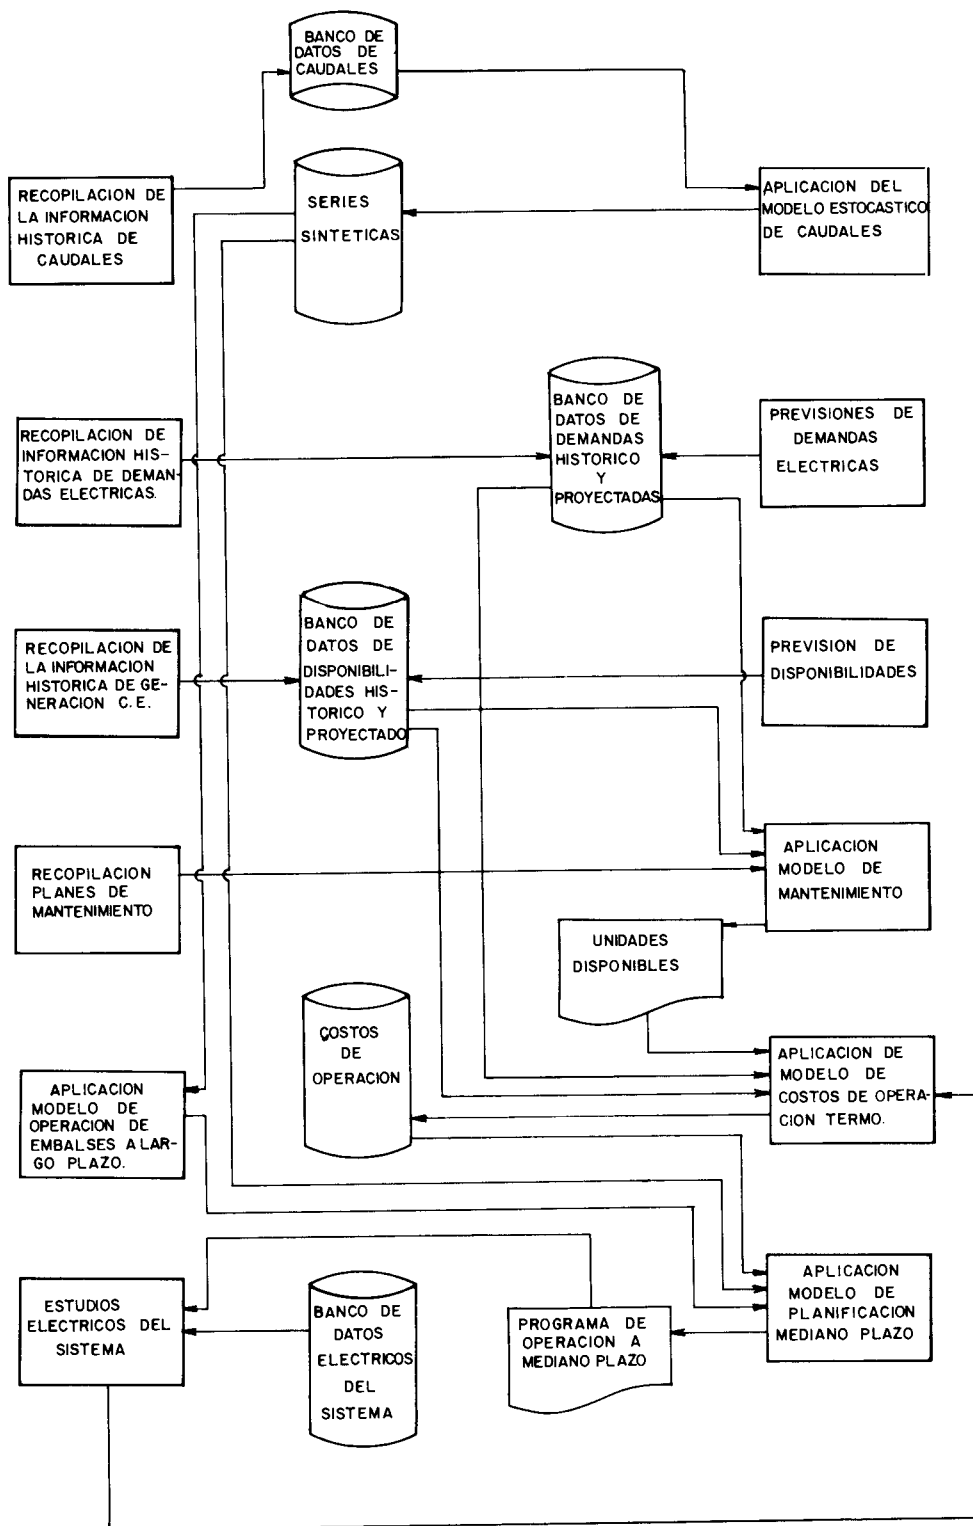 BANCO DE
DATOS DE
CAUDALES
RECOPILACION DE
LA INFORMACION
HISTORICA DE
CAUDALES
SERIES
SINTETICAS
APLICACION DEL
MODELO ESTOCASTICO
DE CAUDALES
RECOPILACION DE
INFORMACION HIS-
TORICA DE DEMAN-
DAS ELECTRICAS.
BANCO DE
DATOS DE
DEMANDAS
HISTORICO
Y
PROYECTADAS
PREVISIONES DE
DEMANDAS
ELECTRICAS
RECOPILACION DE
LA INFORMACION
HISTORICA DE GE-
NERACION C.E.
BANCO DE
DATOS DE
DISPONIBILI-
DADES HIS-
TORICO Y
PROYECTADO
PREVISION DE
DISPONIBILIDADES
RECOPILACION
PLANES DE
MANTENIMIENTO
APLICACION
MODELO DE
MANTENIMIENTO
UNIDADES
DISPONIBLES
COSTOS
DE
OPERACION
APLICACION DE
MODELO DE
COSTOS DE OPERA-
CION TERMO.
APLICACION
MODELO DE
OPERACION DE
EMBALSES A LAR-
GO PLAZO.
ESTUDIOS
ELECTRICOS DEL
SISTEMA
BANCO DE
DATOS
ELECTRICOS
DEL
SISTEMA
PROGRAMA DE
OPERACION A
MEDIANO PLAZO
APLICACION
MODELO DE
PLANIFICACION
MEDIANO PLAZO